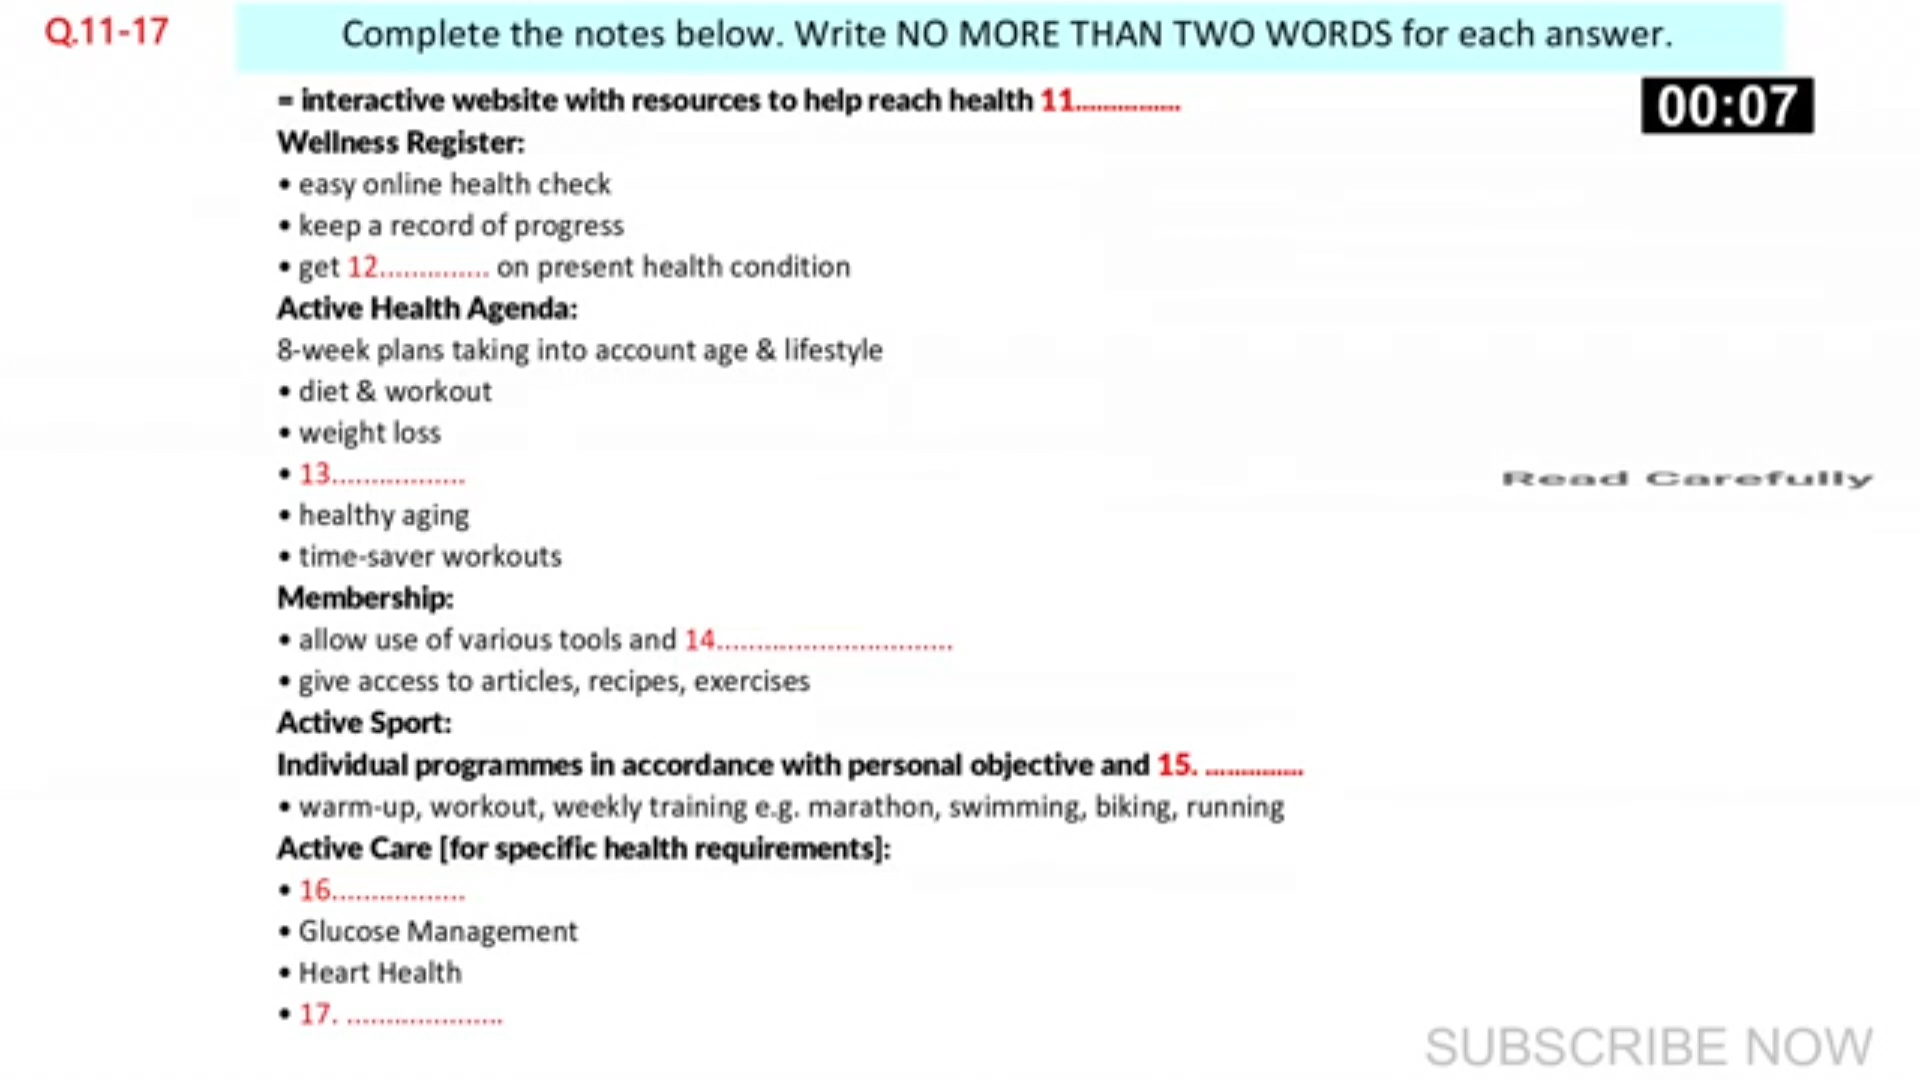 Q.11-17
Complete the notes below. Write NO MORE THAN TWO WORDS for each answer.
00:07
= interactive website with resources to help reach health 11................
Wellness Register:
• easy online health check
• keep a record of progress
• get 12.............. on present health condition
Active Health Agenda:
8-week plans taking into account age & lifestyle
• diet & workout
• weight loss
• 13.................
Read Carefully
• healthy aging
• time-saver workouts
Membership:
• allow use of various tools and 14..............................
• give access to articles, recipes, exercises
Active Sport:
Individual programmes in accordance with personal objective and 15. ...............
• warm-up, workout, weekly training e.g. marathon, swimming, biking, running
Active Care [for specific health requirements]:
• 16.................
• Glucose Management
• Heart Health
• 17. ....................
SUBSCRIBE NOW